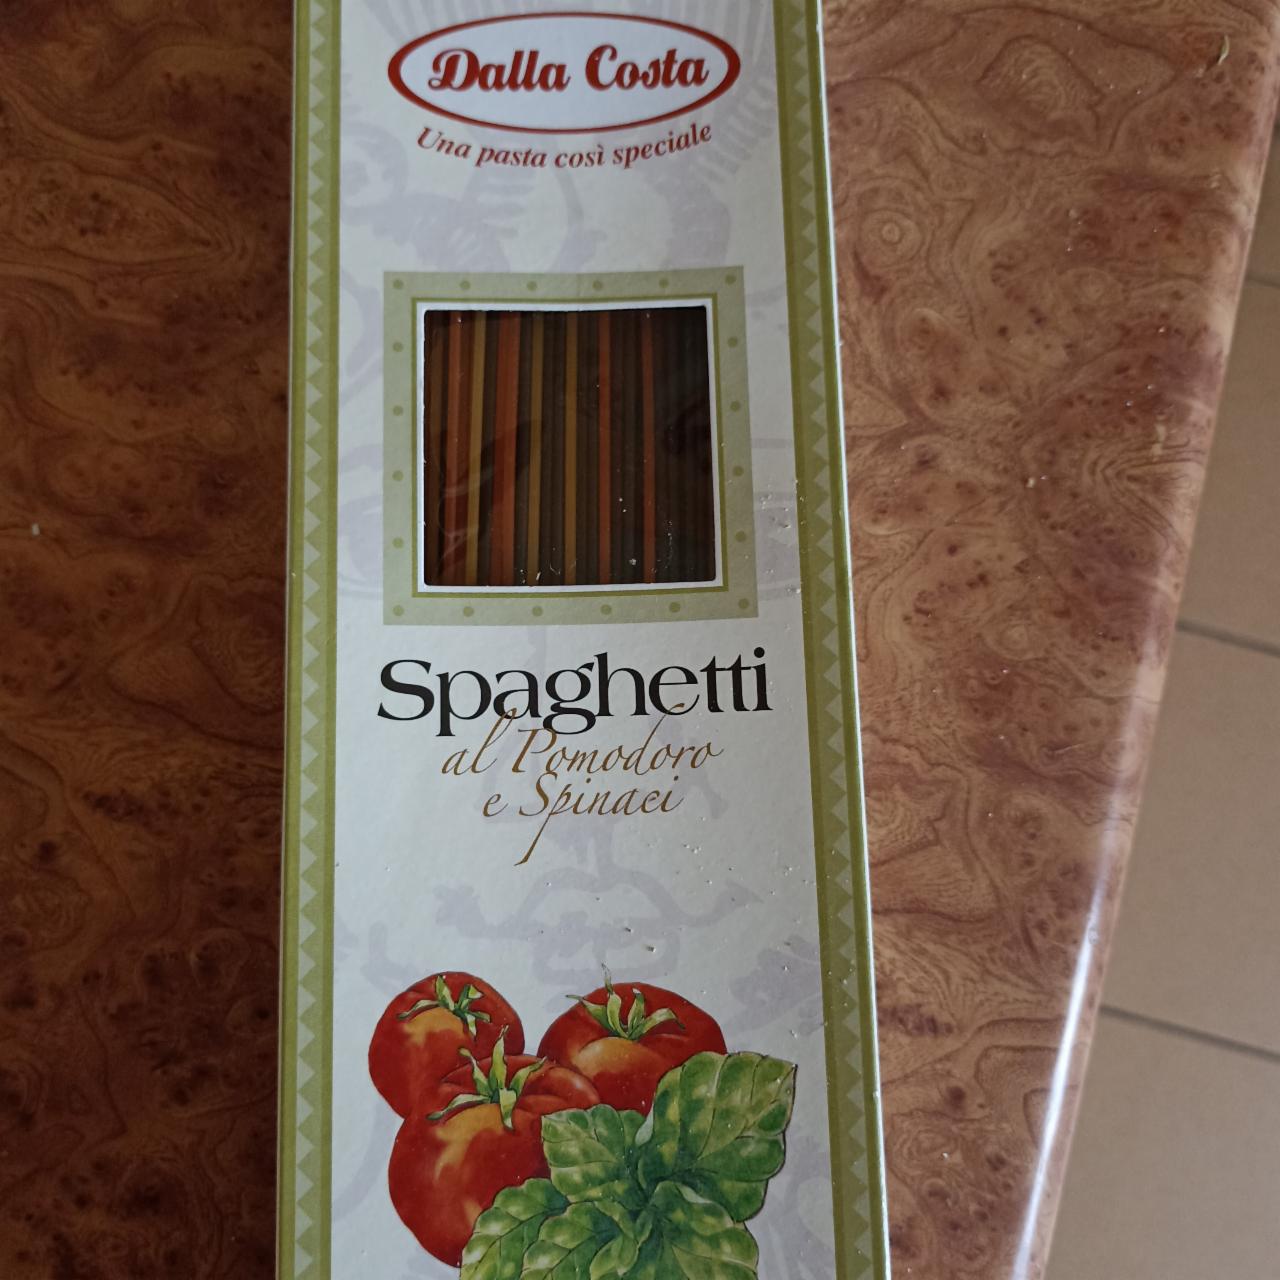 Dalla Costa
Una pasta così speciale
Spaghetti
al Pomodoro
e Spinaci